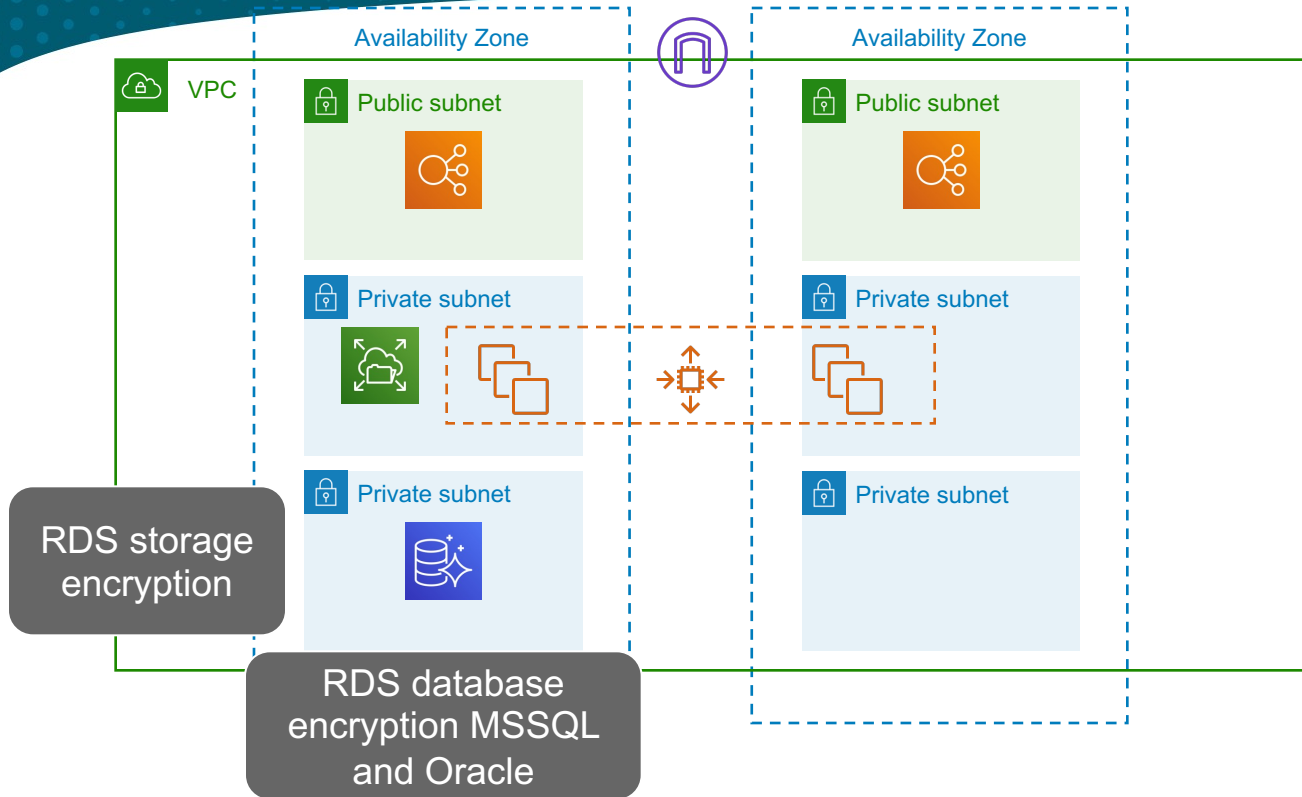 Availability Zone
Availability Zone
VPC
Public subnet
Public subnet
Private subnet
Private subnet
Private subnet
Private subnet
RDS storage
encryption
RDS database
encryption MSSQL
and Oracle